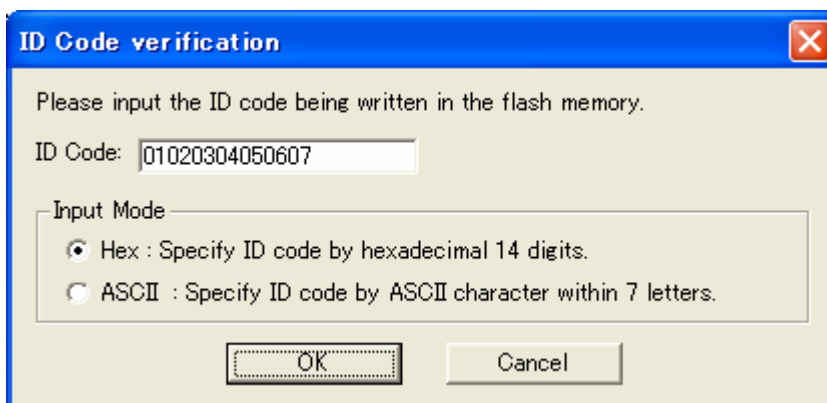 ID Code verification
Please input the ID code being written in the flash memory.
ID Code: 01020304050607
Input Mode
Hex : Specify ID code by hexadecimal 14 digits.
ASCII : Specify ID code by ASCII character within 7 letters.
OK Cancel